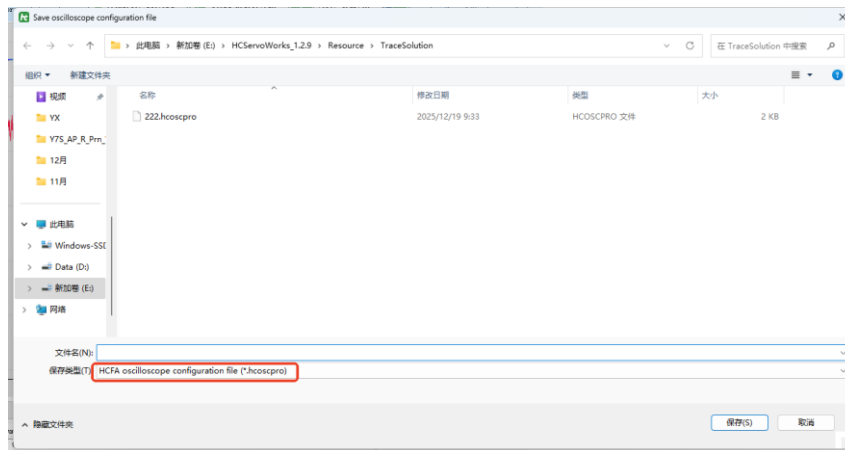 Save oscilloscope configuration file
此电脑 › 新加卷 (E:) › HCServoWorks_1.2.9 › Resource › TraceSolution
在 TraceSolution 中搜索
组织
新建文件夹
名称 修改日期 类型 大小
222.hcoscpro 2025/12/19 9:33 HCOSCPRO 文件 2 KB
视频
YX
Y7S_AP_R_Prn_
12月
11月
此电脑
Windows-SSD
Data (D:)
新加卷 (E:)
网络
文件名(N):
保存类型(T) HCFA oscilloscope configuration file (*.hcoscpro)
隐藏文件夹
保存(S) 取消